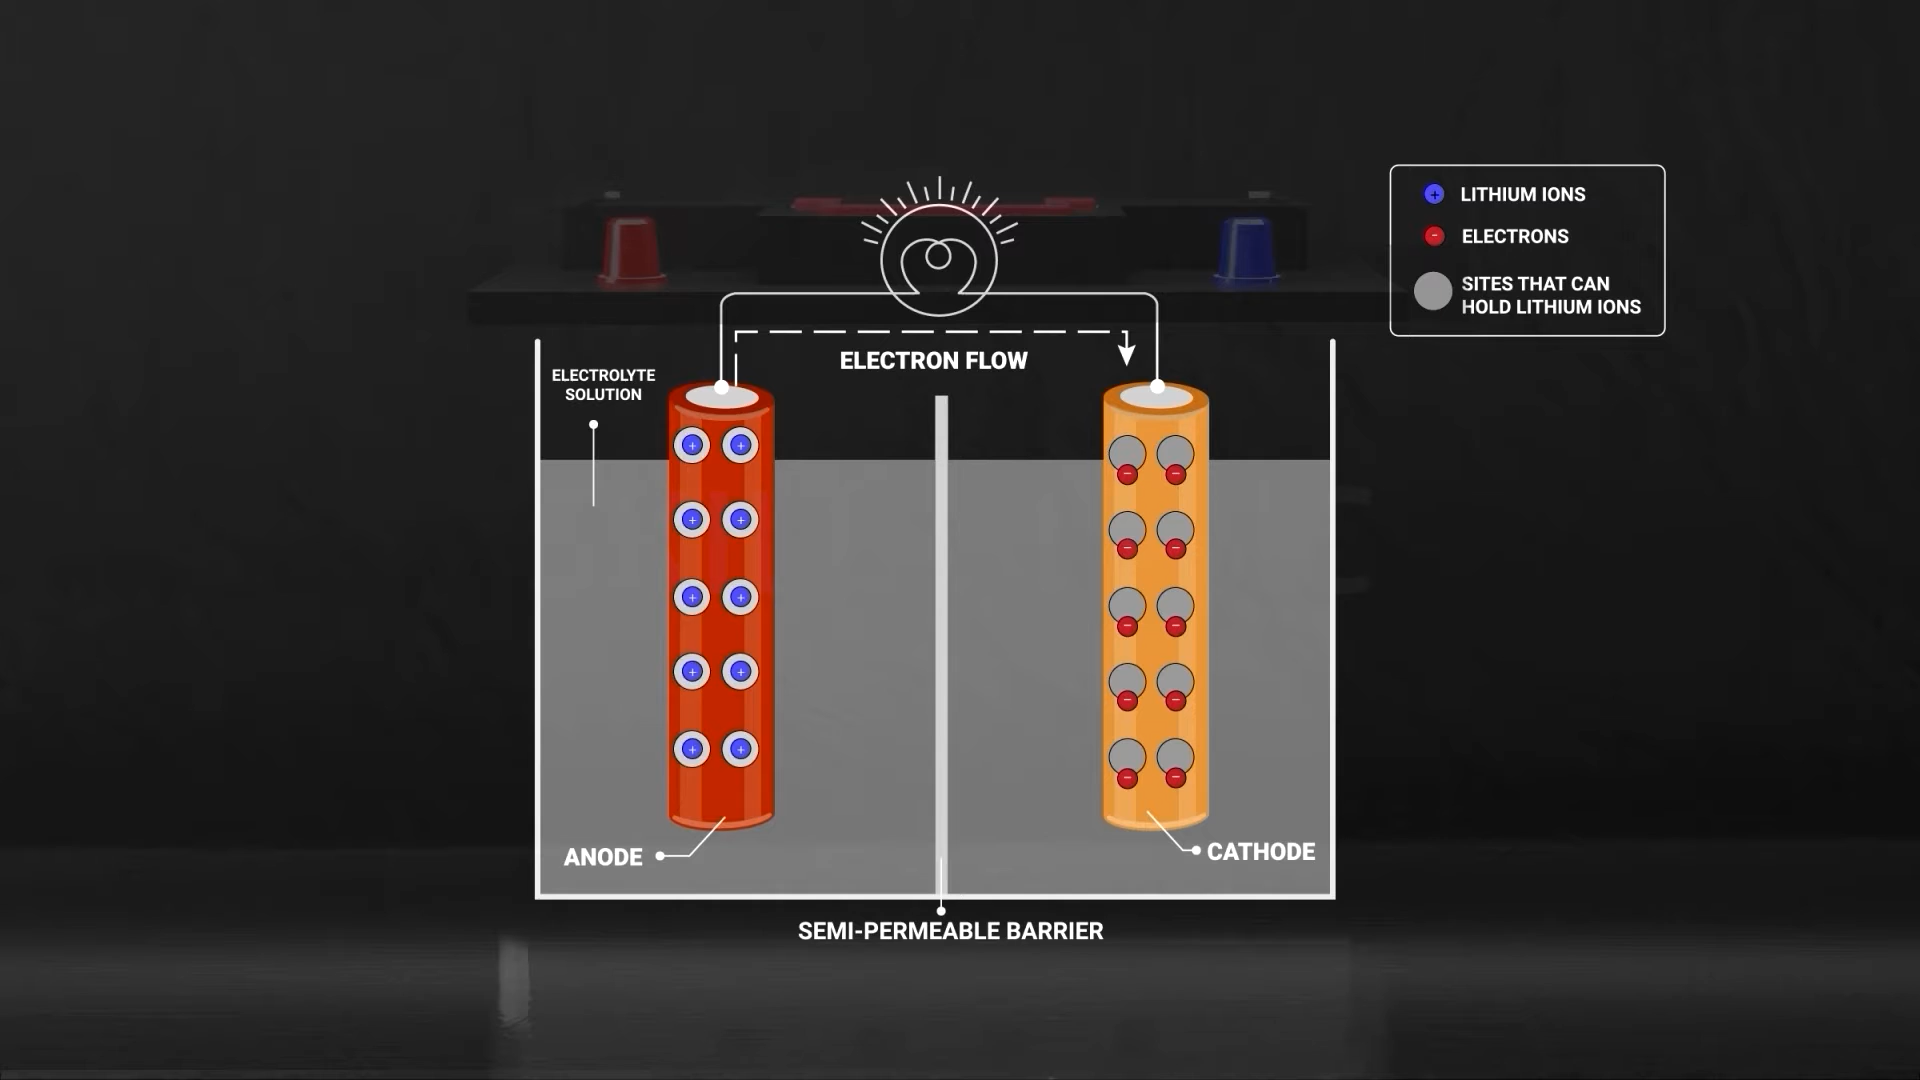 LITHIUM IONS
ELECTRONS
SITES THAT CAN
HOLD LITHIUM IONS
ELECTRON FLOW
ELECTROLYTE
SOLUTION
ANODE
CATHODE
SEMI-PERMEABLE BARRIER